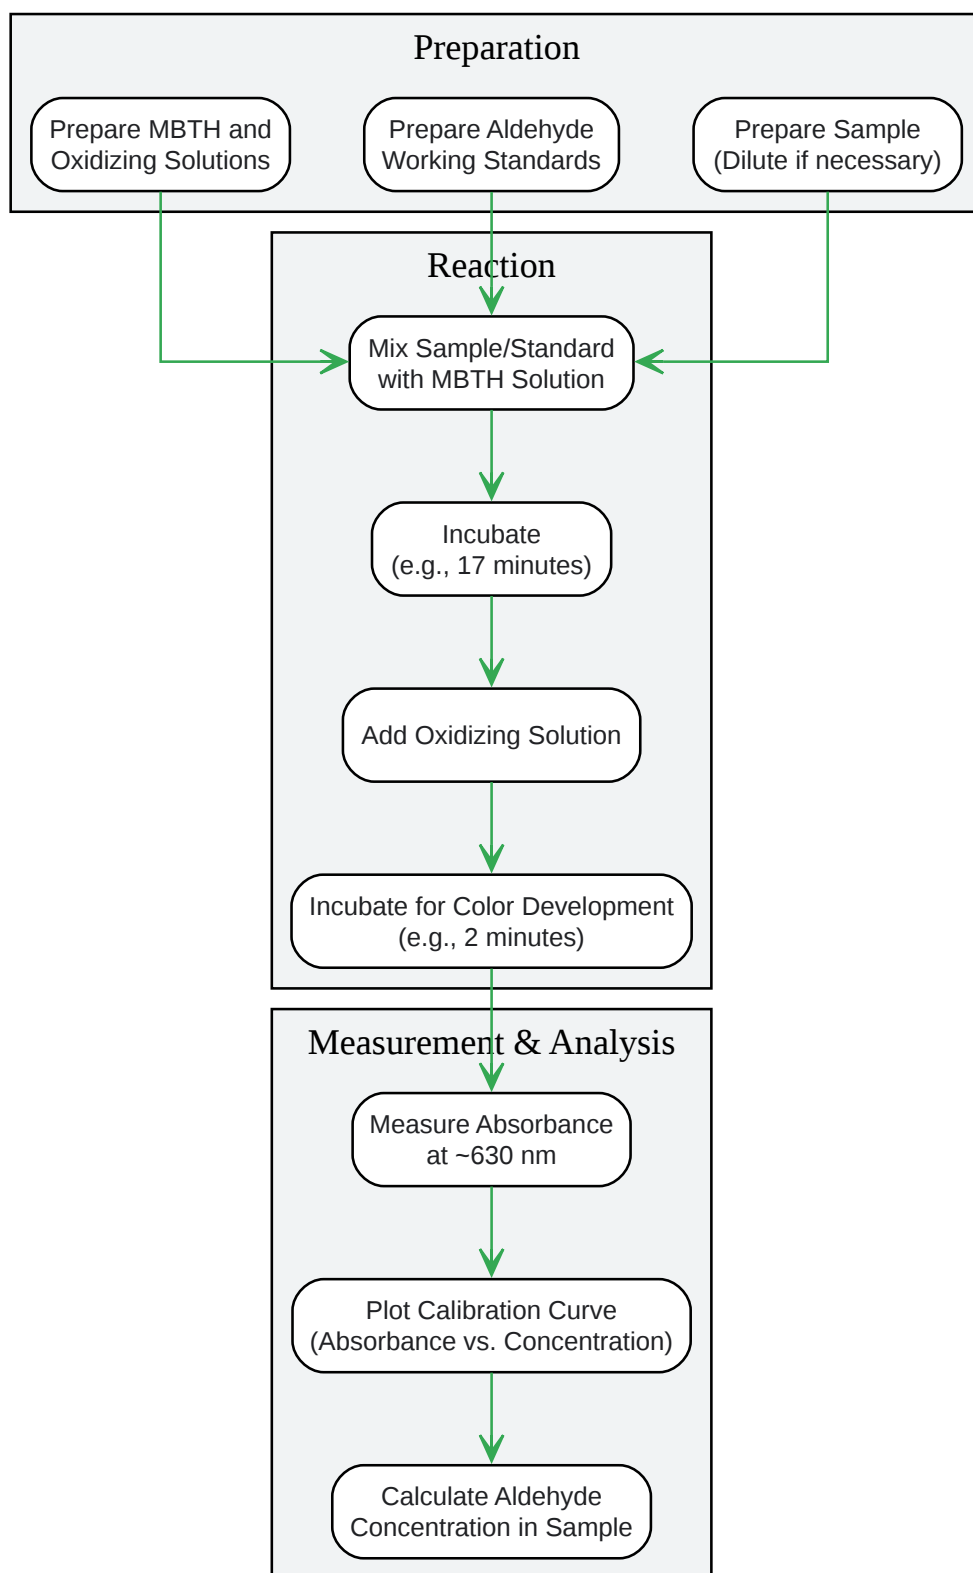 Preparation
Prepare MBTH and
Oxidizing Solutions
Prepare Aldehyde
Working Standards
Prepare Sample
(Dilute if necessary)
Reaction
Mix Sample/Standard
with MBTH Solution
Incubate
(e.g., 17 minutes)
Add Oxidizing Solution
Incubate for Color Development
(e.g., 2 minutes)
Measurement & Analysis
Measure Absorbance
at ~630 nm
Plot Calibration Curve
(Absorbance vs. Concentration)
Calculate Aldehyde
Concentration in Sample